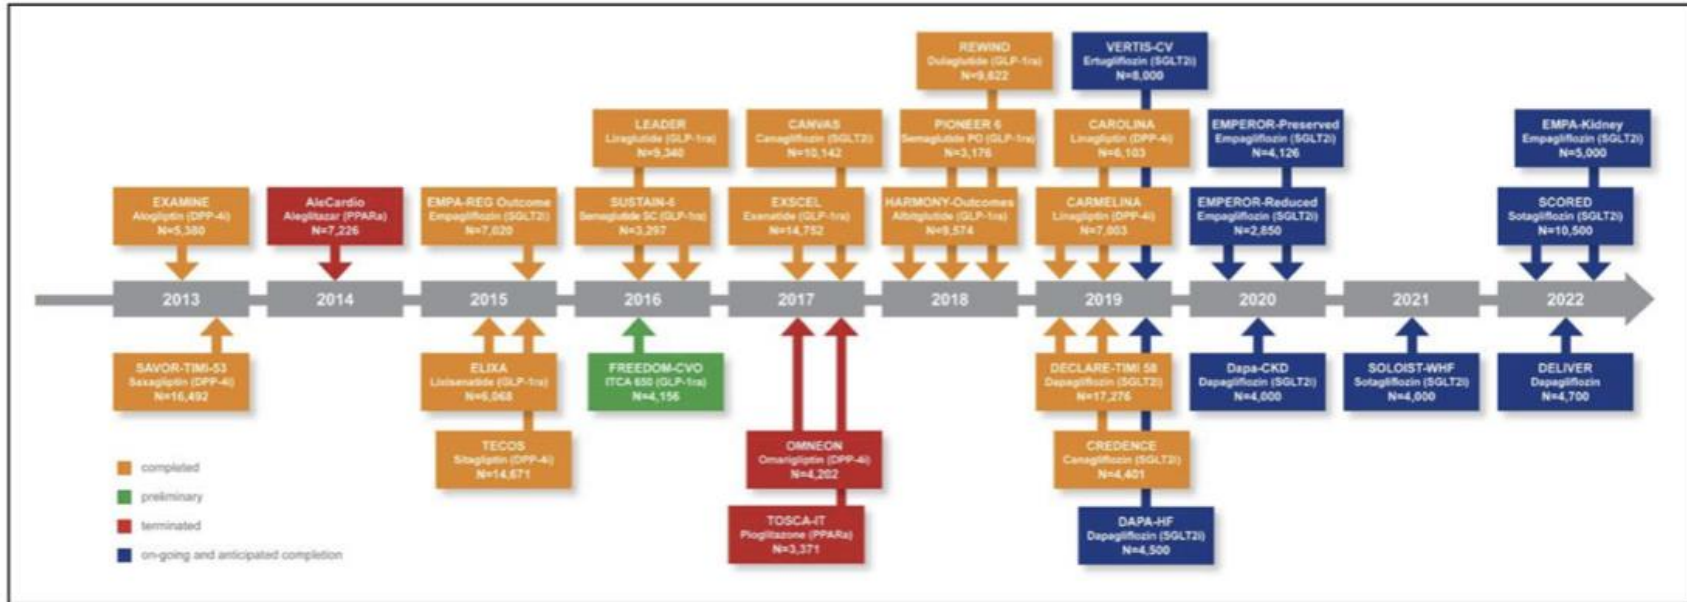 REWIND
Dulaglutide (GLP-1ra)
N=9,622
VERTIS-CV
Ertugliflozin (SGLT2i)
N=8,000
LEADER
Liraglutide (GLP-1ra)
N=9,340
CANVAS
Canagliflozin (SGLT2i)
N=10,142
PIONEER 6
Semaglutide PO (GLP-1ra)
N=3,176
CAROLINA
Linagliptin (DPP-4i)
N=6,103
EMPEROR-Preserved
Empagliflozin (SGLT2i)
N=4,126
EMPA-Kidney
Empagliflozin (SGLT2i)
N=5,000
EXAMINE
Alogliptin (DPP-4i)
N=5,380
AleCardio
Aleglitazar (PPARa)
N=7,226
EMPA-REG Outcome
Empagliflozin (SGLT2i)
N=7,020
SUSTAIN-6
Semaglutide SC (GLP-1ra)
N=3,297
EXSCEL
Exenatide (GLP-1ra)
N=14,752
HARMONY-Outcomes
Albiglutide (GLP-1ra)
N=9,574
CARMELINA
Linagliptin (DPP-4i)
N=7,003
EMPEROR-Reduced
Empagliflozin (SGLT2i)
N=2,850
SCORED
Sotagliflozin (SGLT2i)
N=10,500
2013 2014 2015 2016 2017 2018 2019 2020 2021 2022
SAVOR-TIMI-53
Saxagliptin (DPP-4i)
N=16,492
ELIXA
Lixisenatide (GLP-1ra)
N=6,068
FREEDOM-CVO
ITCA 650 (GLP-1ra)
N=4,156
DECLARE-TIMI 58
Dapagliflozin (SGLT2i)
N=17,276
Dapa-CKD
Dapagliflozin (SGLT2i)
N=4,000
SOLOIST-WHF
Sotagliflozin (SGLT2i)
N=4,000
DELIVER
Dapagliflozin
N=4,700
TECOS
Sitagliptin (DPP-4i)
N=14,671
OMNEON
Omarigliptin (DPP-4i)
N=4,202
CREDENCE
Canagliflozin (SGLT2i)
N=4,401
TOSCA-IT
Pioglitazone (PPARa)
N=3,371
DAPA-HF
Dapagliflozin (SGLT2i)
N=4,500
completed
preliminary
terminated
on-going and anticipated completion